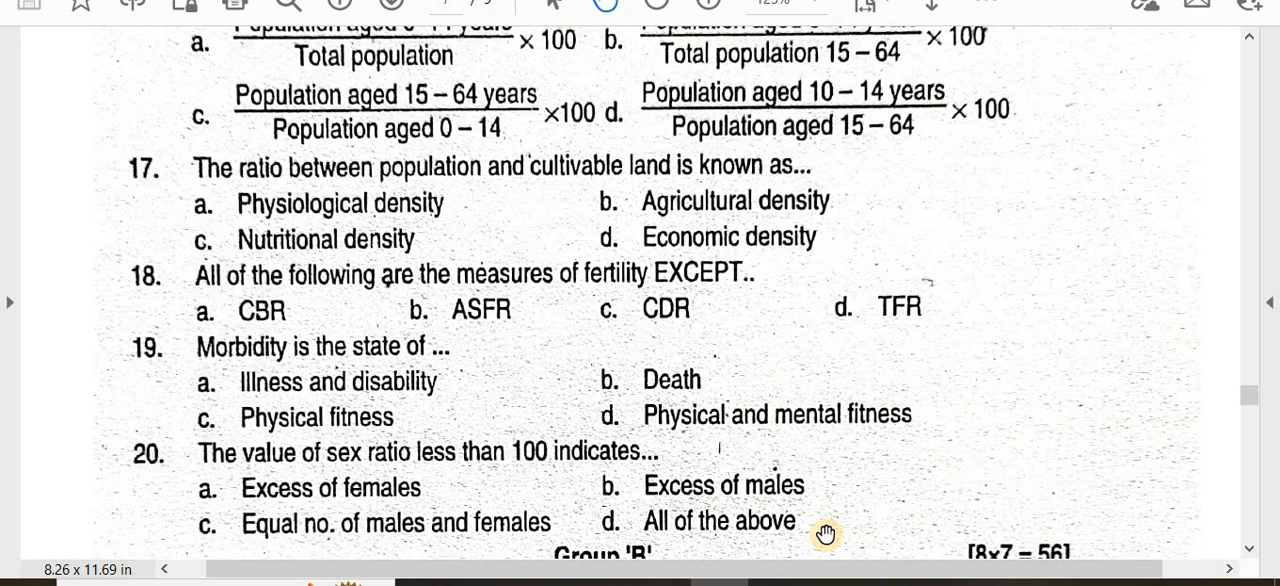 a. Total population × 100 b. Total population 15 – 64 × 100
c. Population aged 15 – 64 years ×100 d. Population aged 10 – 14 years × 100
Population aged 0 – 14 Population aged 15 – 64
17. The ratio between population and cultivable land is known as...
a. Physiological density b. Agricultural density
c. Nutritional density d. Economic density
18. All of the following are the measures of fertility EXCEPT..
a. CBR b. ASFR c. CDR d. TFR
19. Morbidity is the state of ...
a. Illness and disability b. Death
c. Physical fitness d. Physical and mental fitness
20. The value of sex ratio less than 100 indicates...
a. Excess of females b. Excess of males
c. Equal no. of males and females d. All of the above
Group 'B' [8x7 = 56]
8.26 x 11.69 in